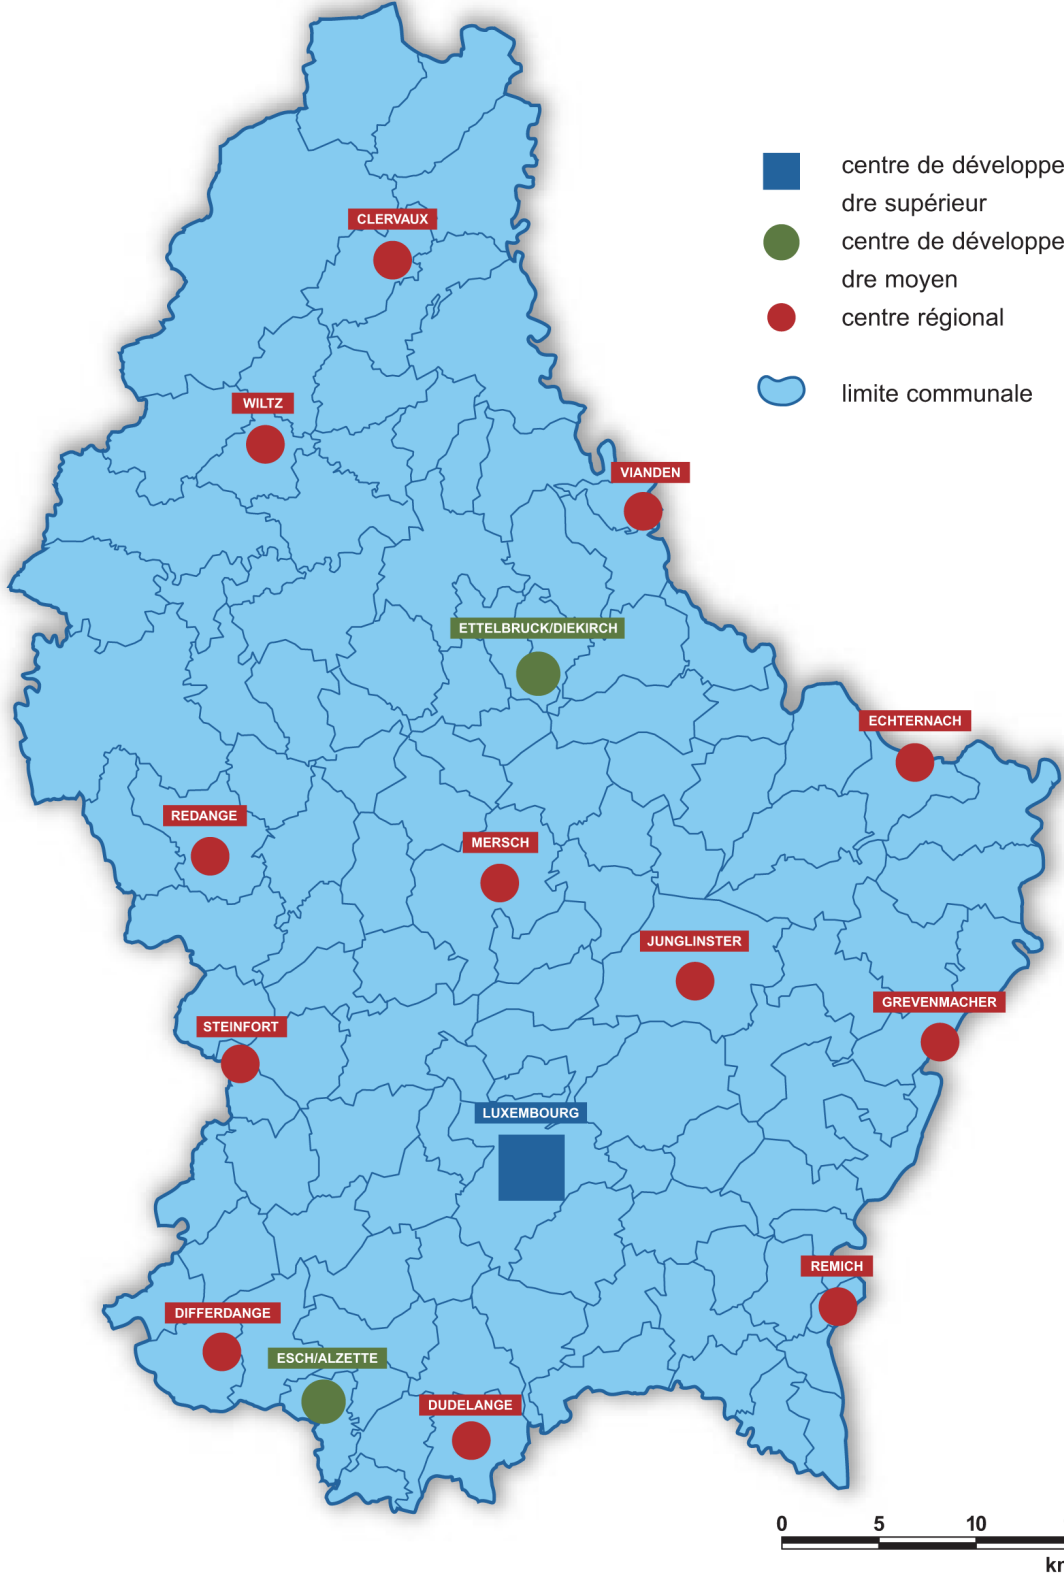 centre de développe
dre supérieur
centre de développe
dre moyen
centre régional
limite communale
CLERVAUX
WILTZ
VIANDEN
ETTELBRUCK/DIEKIRCH
ECHTERNACH
REDANGE
MERSCH
JUNGLINSTER
GREVENMACHER
STEINFORT
LUXEMBOURG
REMICH
DIFFERDANGE
ESCH/ALZETTE
DUDELANGE
0 5 10
km